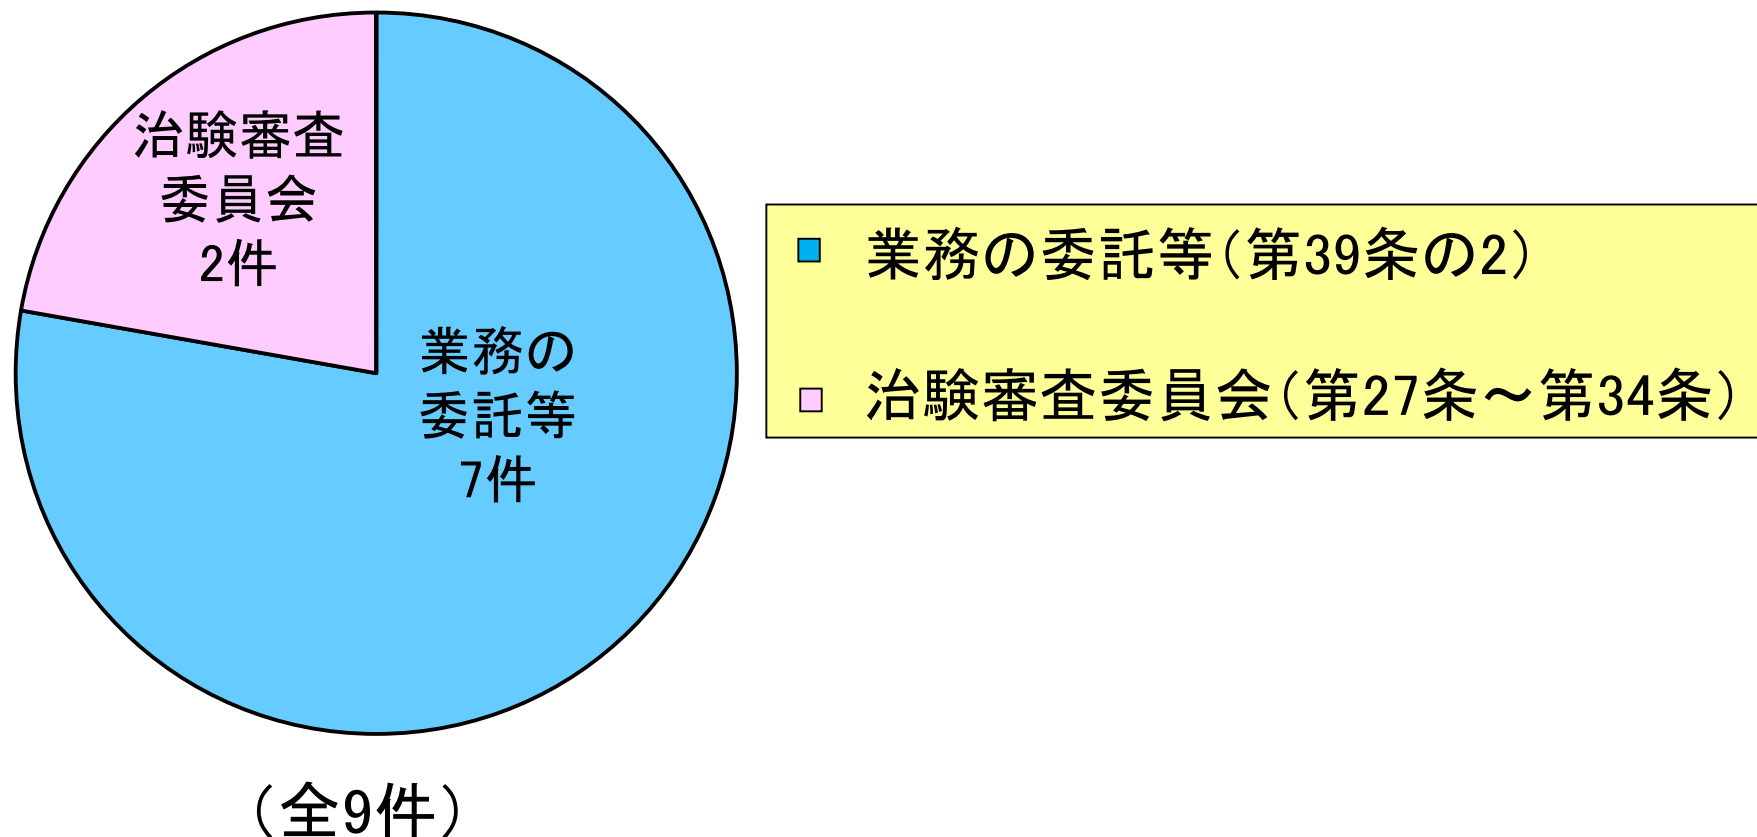 治験審査
委員会
2件
業務の
委託等
7件
業務の委託等(第39条の2)
治験審査委員会(第27条～第34条)
(全9件)